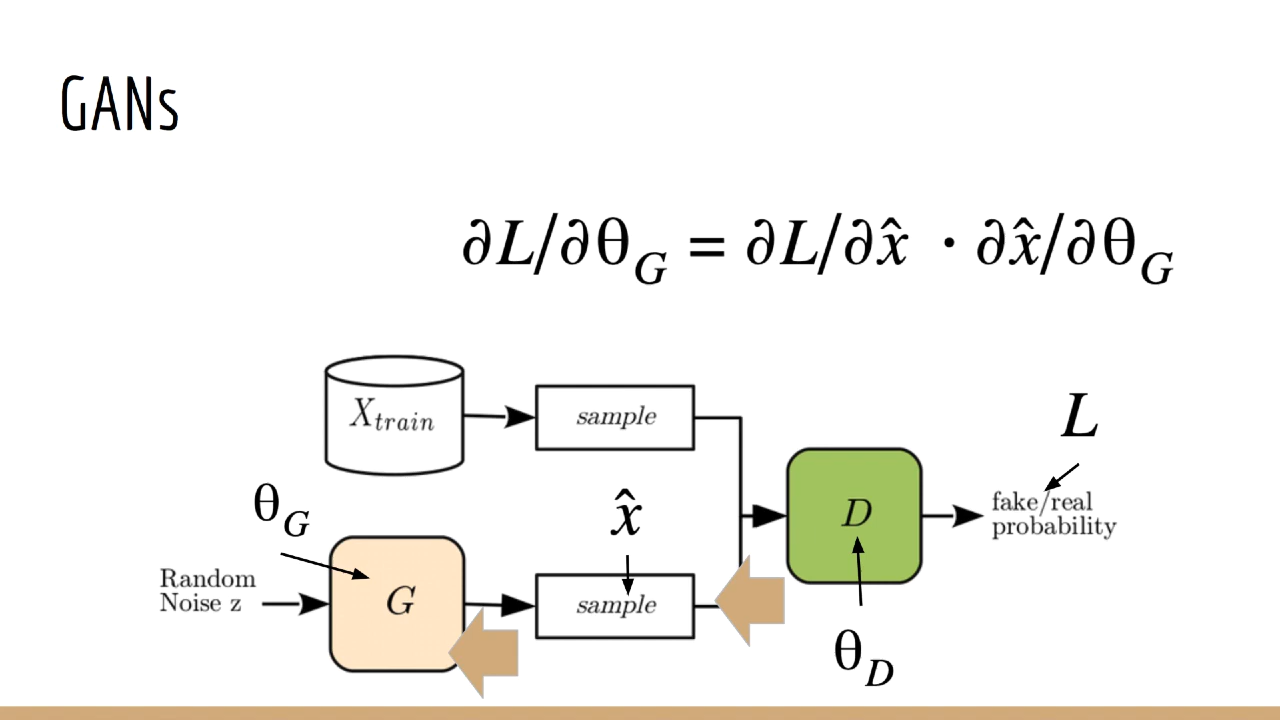 GANs
∂L/∂θ_G = ∂L/∂x̂ · ∂x̂/∂θ_G
X_train
sample
L
θ_G
x̂
D
fake/real
probability
Random
Noise z
G
sample
θ_D